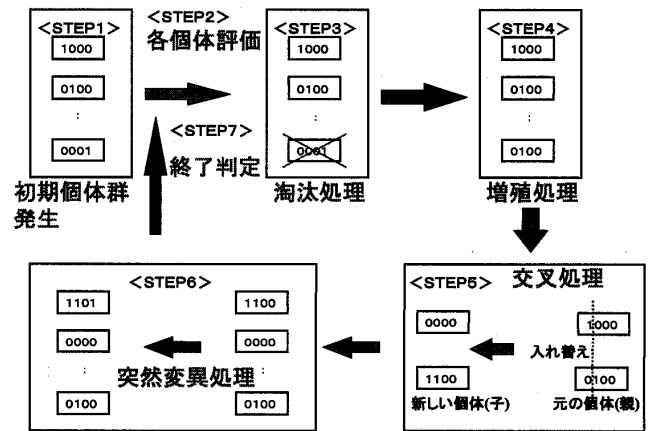 <STEP1>
1000
0100
:
0001
初期個体群
発生
<STEP2>
各個体評価
<STEP7>
終了判定
<STEP3>
1000
0100
:
0001
淘汰処理
<STEP4>
1000
0100
:
0100
増殖処理
<STEP5> 交叉処理
0000
1000
入れ替え
1100
0100
新しい個体(子) 元の個体(親)
<STEP6>
1101 1100
0000 0000
: :
突然変異処理
0100 0100